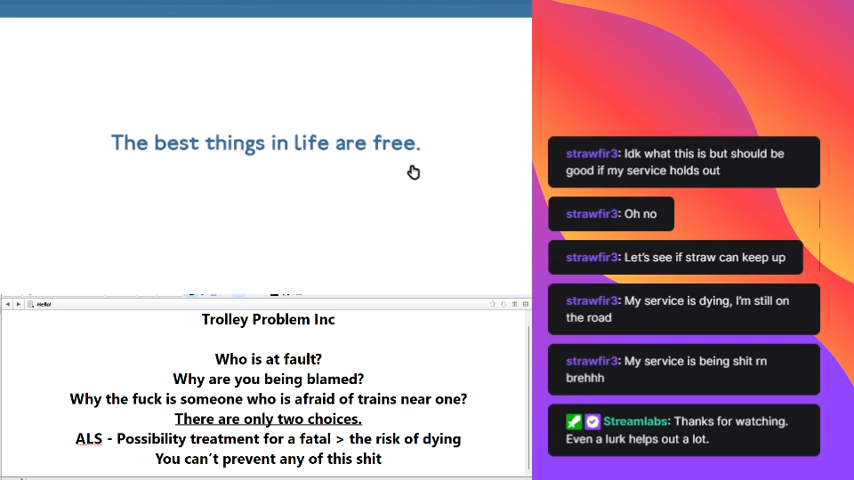 The best things in life are free.
Hello!
Trolley Problem Inc
Who is at fault?
Why are you being blamed?
Why the fuck is someone who is afraid of trains near one?
There are only two choices.
ALS - Possibility treatment for a fatal > the risk of dying
You can't prevent any of this shit
strawfir3: Idk what this is but should be
good if my service holds out
strawfir3: Oh no
strawfir3: Let's see if straw can keep up
strawfir3: My service is dying, I'm still on
the road
strawfir3: My service is being shit rn
brehhh
Streamlabs: Thanks for watching.
Even a lurk helps out a lot.